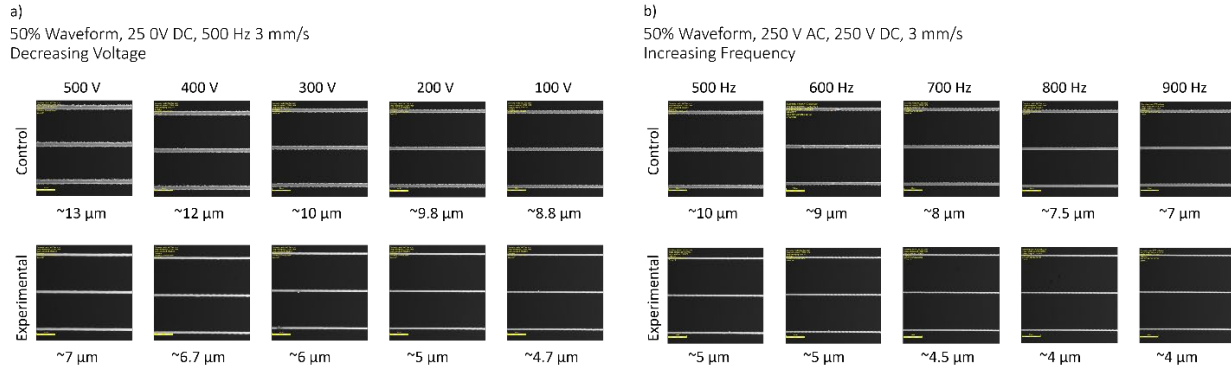 a)
50% Waveform, 25 0V DC, 500 Hz 3 mm/s
Decreasing Voltage
500 V 400 V 300 V 200 V 100 V
Control
~13 µm ~12 µm ~10 µm ~9.8 µm ~8.8 µm
Experimental
~7 µm ~6.7 µm ~6 µm ~5 µm ~4.7 µm
b)
50% Waveform, 250 V AC, 250 V DC, 3 mm/s
Increasing Frequency
500 Hz 600 Hz 700 Hz 800 Hz 900 Hz
Control
~10 µm ~9 µm ~8 µm ~7.5 µm ~7 µm
Experimental
~5 µm ~5 µm ~4.5 µm ~4 µm ~4 µm